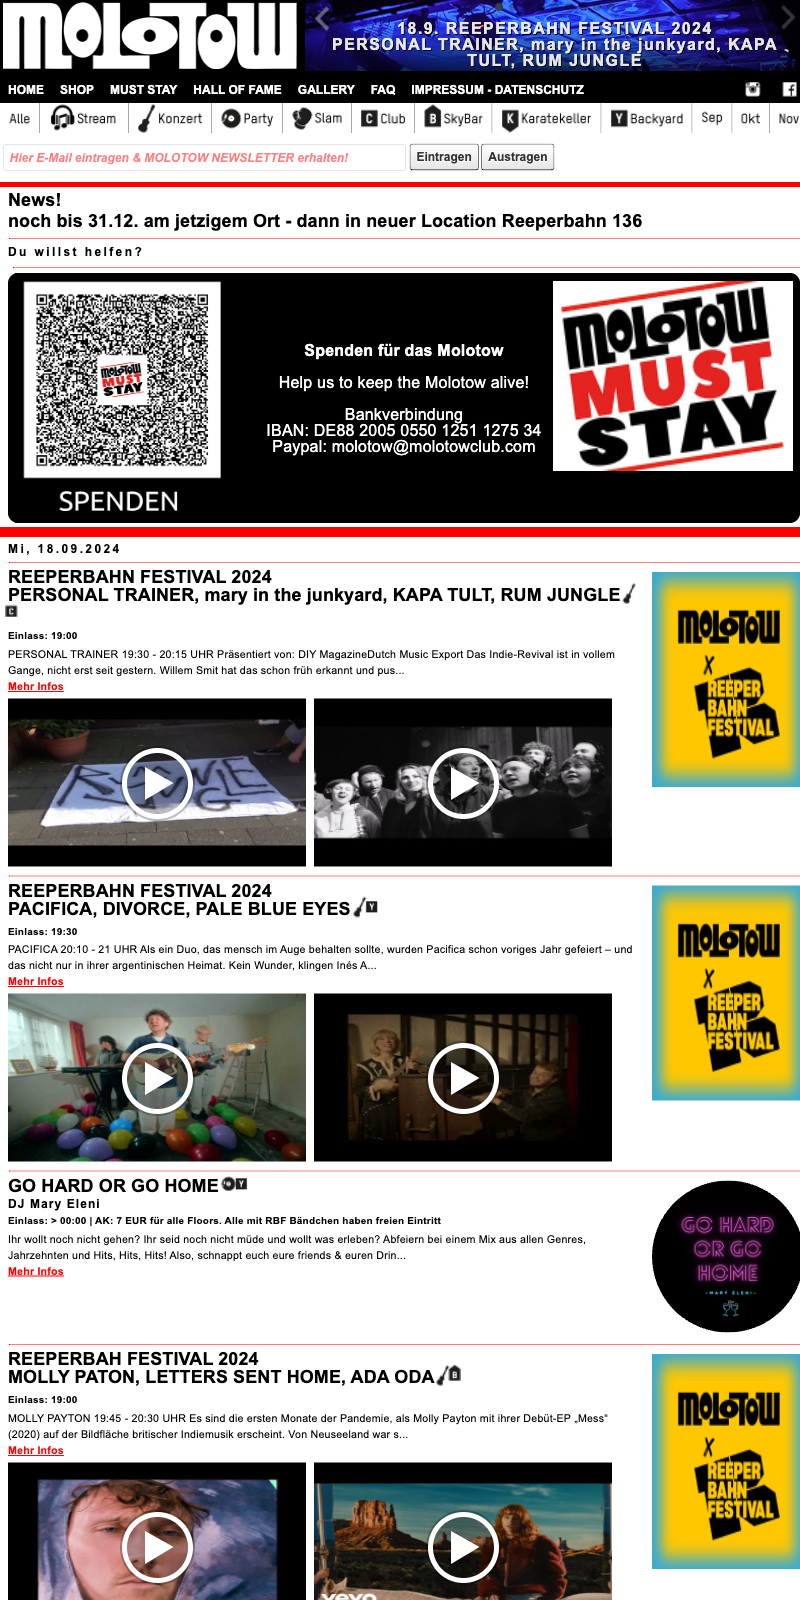 MOLOTOW
18.9. REEPERBAHN FESTIVAL 2024
PERSONAL TRAINER, mary in the junkyard, KAPA
TULT, RUM JUNGLE
HOME SHOP MUST STAY HALL OF FAME GALLERY FAQ IMPRESSUM - DATENSCHUTZ
Alle Stream Konzert Party Slam C Club B SkyBar K Karatekeller Y Backyard Sep Okt Nov
Hier E-Mail eintragen & MOLOTOW NEWSLETTER erhalten! Eintragen Austragen
News!
noch bis 31.12. am jetzigem Ort - dann in neuer Location Reeperbahn 136
Du willst helfen?
MOLOTOW
MUST
STAY
SPENDEN
Spenden für das Molotow
Help us to keep the Molotow alive!
Bankverbindung
IBAN: DE88 2005 0550 1251 1275 34
Paypal: molotow@molotowclub.com
MOLOTOW
MUST
STAY
Mi, 18.09.2024
REEPERBAHN FESTIVAL 2024
PERSONAL TRAINER, mary in the junkyard, KAPA TULT, RUM JUNGLE
C
Einlass: 19:00
PERSONAL TRAINER 19:30 - 20:15 UHR Präsentiert von: DIY MagazineDutch Music Export Das Indie-Revival ist in vollem
Gange, nicht erst seit gestern. Willem Smit hat das schon früh erkannt und pus...
Mehr Infos
MOLOTOW
X
REEPER
BAHN
FESTIVAL
REEPERBAHN FESTIVAL 2024
PACIFICA, DIVORCE, PALE BLUE EYES Y
Einlass: 19:30
PACIFICA 20:10 - 21 UHR Als ein Duo, das mensch im Auge behalten sollte, wurden Pacifica schon voriges Jahr gefeiert – und
das nicht nur in ihrer argentinischen Heimat. Kein Wunder, klingen Inés A...
Mehr Infos
MOLOTOW
X
REEPER
BAHN
FESTIVAL
GO HARD OR GO HOME Y
DJ Mary Eleni
Einlass: > 00:00 | AK: 7 EUR für alle Floors. Alle mit RBF Bändchen haben freien Eintritt
Ihr wollt noch nicht gehen? Ihr seid noch nicht müde und wollt was erleben? Abfeiern bei einem Mix aus allen Genres,
Jahrzehnten und Hits, Hits, Hits! Also, schnappt euch eure friends & euren Drin...
Mehr Infos
GO HARD
OR GO
HOME
-MARY ELENI-
REEPERBAH FESTIVAL 2024
MOLLY PATON, LETTERS SENT HOME, ADA ODA B
Einlass: 19:00
MOLLY PAYTON 19:45 - 20:30 UHR Es sind die ersten Monate der Pandemie, als Molly Payton mit ihrer Debüt-EP „Mess“
(2020) auf der Bildfläche britischer Indiemusik erscheint. Von Neuseeland war s...
Mehr Infos
vevo
MOLOTOW
X
REEPER
BAHN
FESTIVAL